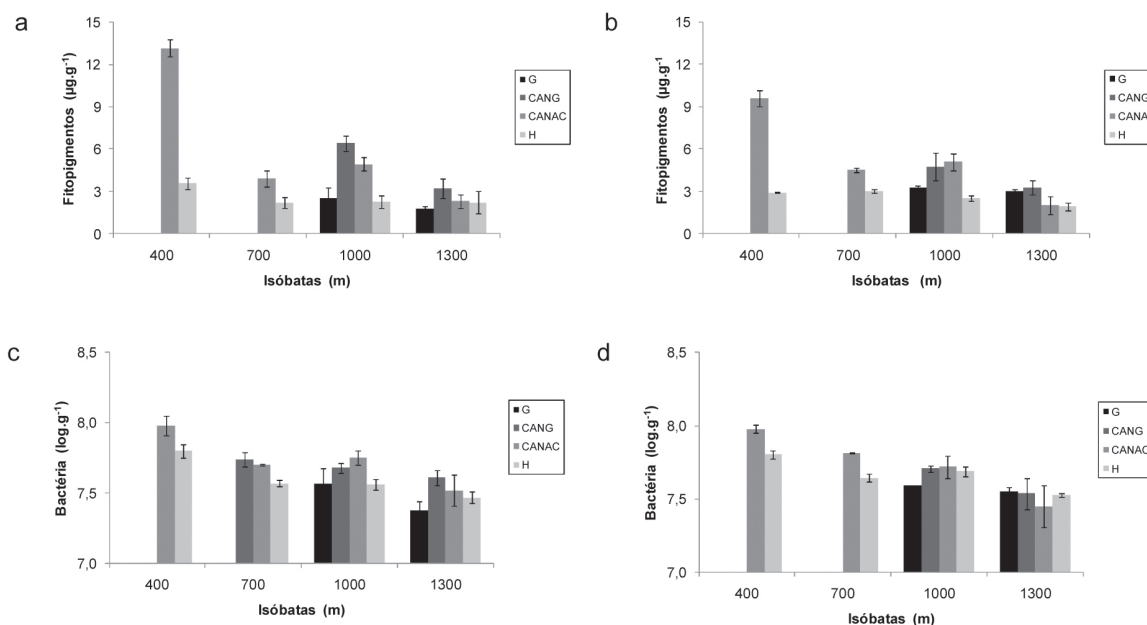 a
15
12
9
6
3
0
Fitopigmentos (µg.g-1)
400 700 1000 1300
Isóbatas (m)
G
CANG
CANAC
H
b
15
12
9
6
3
0
Fitopigmentos (µg.g-1
400 700 1000 1300
Isóbatas (m)
G
CANG
CANA
H
c
8,5
8,0
7,5
7,0
Bactéria (log.g-1)
400 700 1000 1300
Isóbatas (m)
G
CANG
CANAC
H
d
8,5
8,0
7,5
7,0
Bactéria (log.g-1)
400 700 1000 1300
Isóbatas (m)
G
CANG
CANAC
H